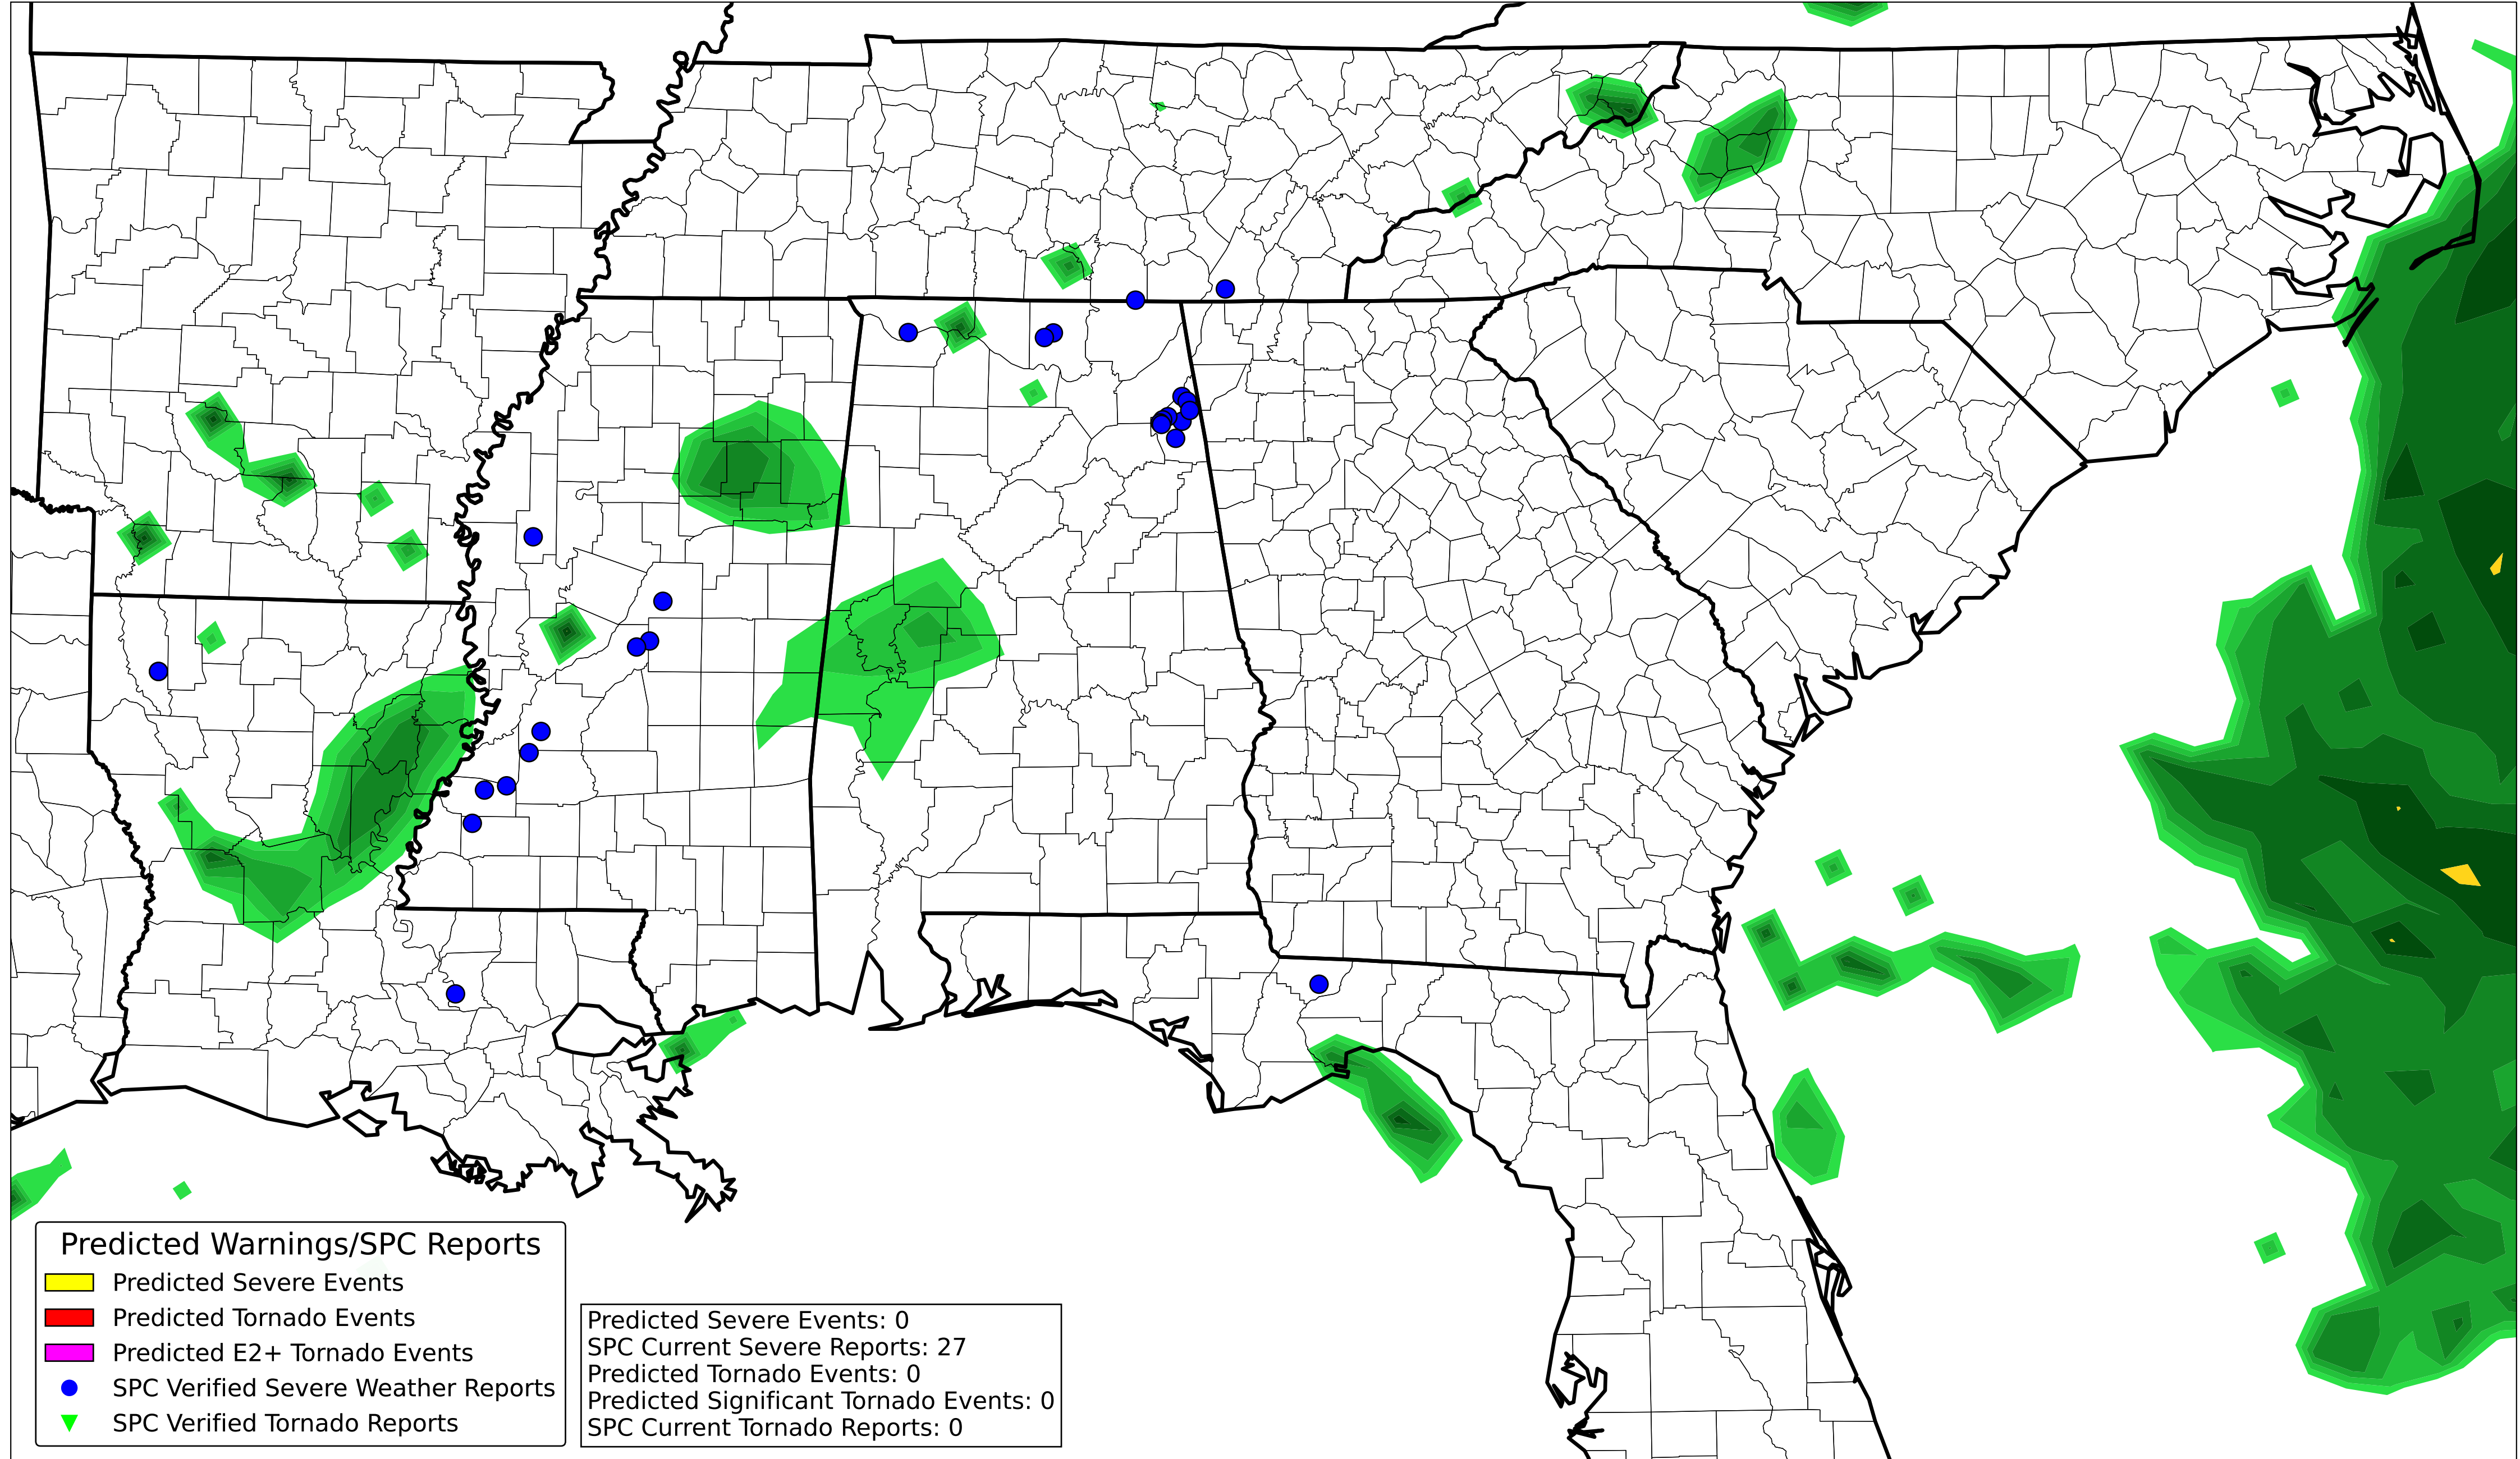 Predicted Warnings/SPC Reports
Predicted Severe Events
Predicted Tornado Events
Predicted E2+ Tornado Events
SPC Verified Severe Weather Reports
SPC Verified Tornado Reports
Predicted Severe Events: 0
SPC Current Severe Reports: 27
Predicted Tornado Events: 0
Predicted Significant Tornado Events: 0
SPC Current Tornado Reports: 0